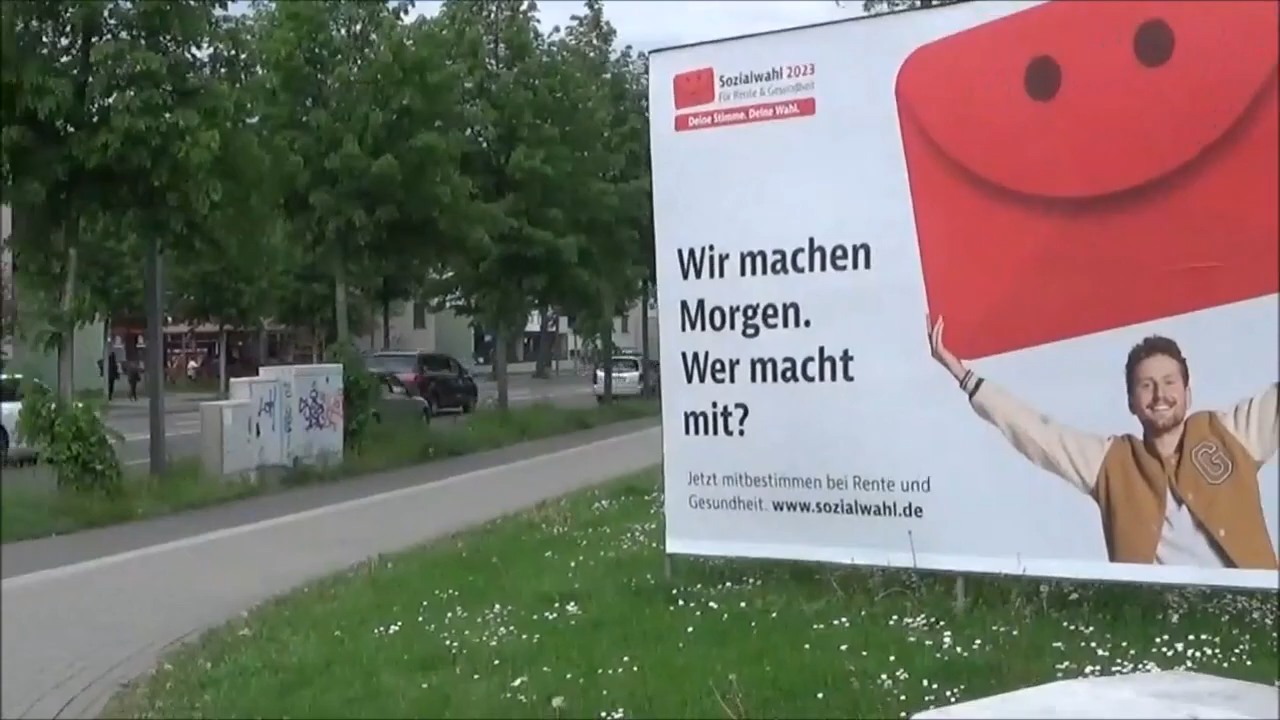 Sozialwahl 2023
Für Rente & Gesundheit
Deine Stimme. Deine Wahl.
Wir machen
Morgen.
Wer macht
mit?
Jetzt mitbestimmen bei Rente und
Gesundheit. www.sozialwahl.de
G